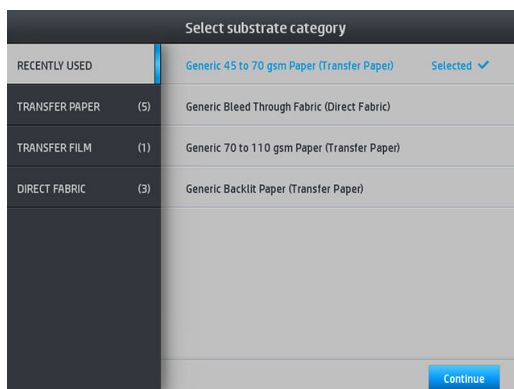 Select substrate category
RECENTLY USED
Generic 45 to 70 gsm Paper (Transfer Paper) Selected ✓
TRANSFER PAPER (5)
Generic Bleed Through Fabric (Direct Fabric)
TRANSFER FILM (1)
Generic 70 to 110 gsm Paper (Transfer Paper)
DIRECT FABRIC (3)
Generic Backlit Paper (Transfer Paper)
Continue